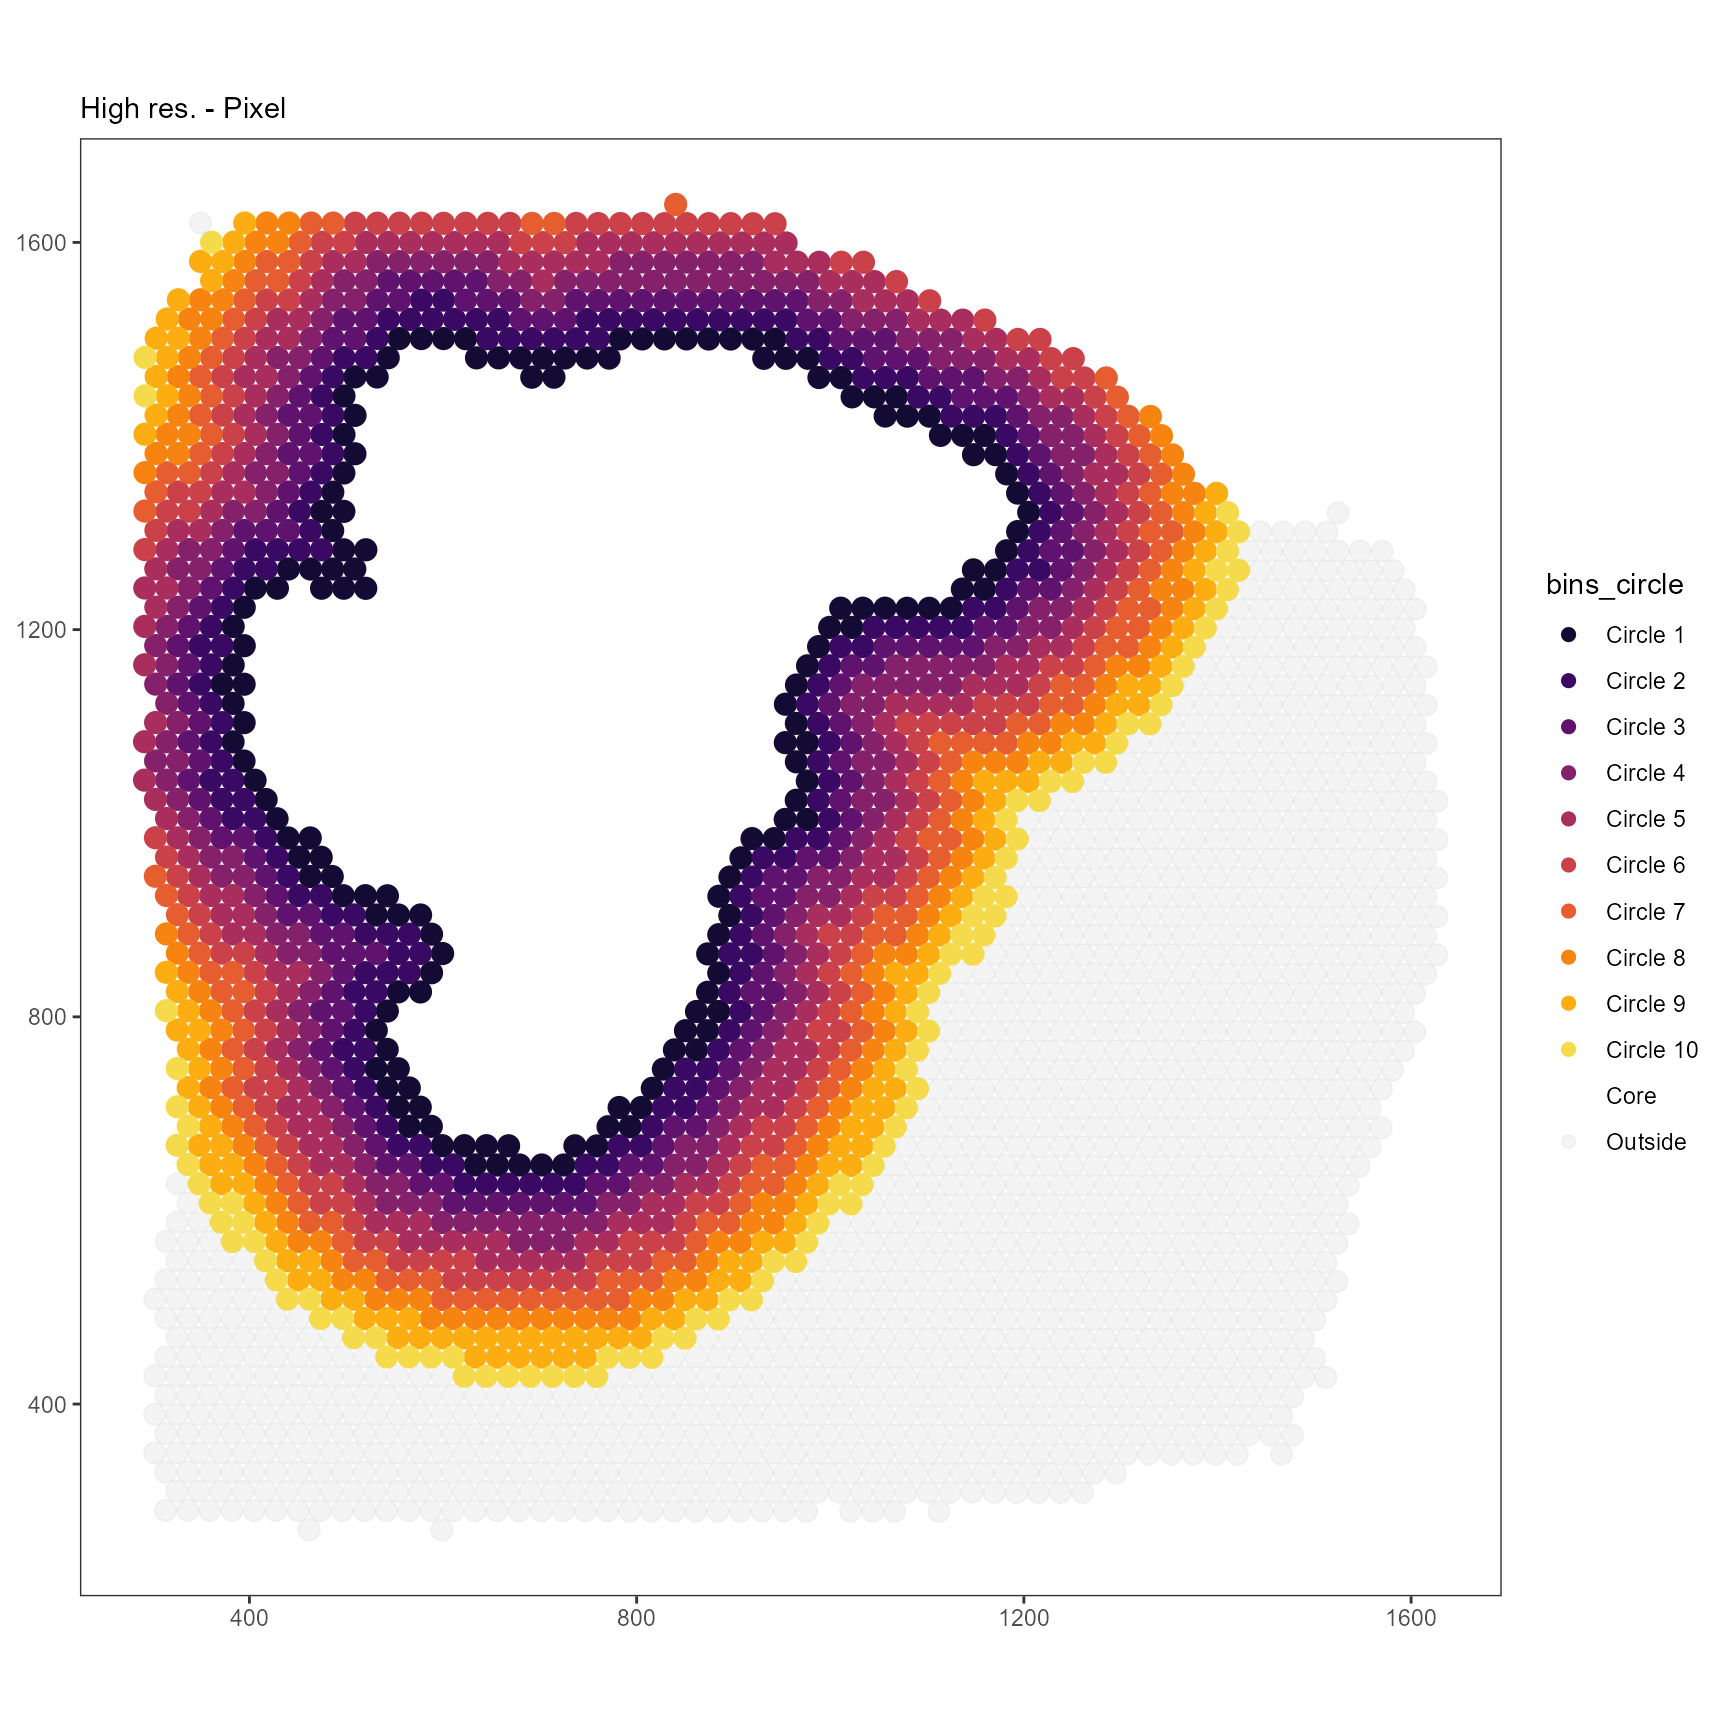 High res. - Pixel
1600
1200
800
400
400
800
1200
1600
bins_circle
Circle 1
Circle 2
Circle 3
Circle 4
Circle 5
Circle 6
Circle 7
Circle 8
Circle 9
Circle 10
Core
Outside